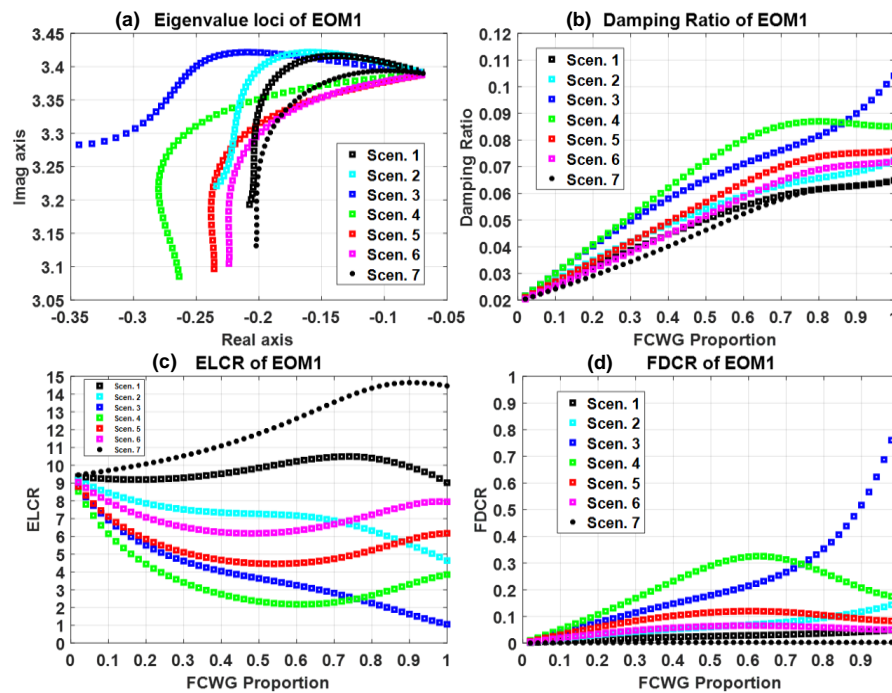 (a) Eigenvalue loci of EOM1
3.45
3.4
3.35
3.3
3.25
3.2
3.15
3.1
3.05
Imag axis
Scen. 1
Scen. 2
Scen. 3
Scen. 4
Scen. 5
Scen. 6
Scen. 7
-0.345 -0.3 -0.25 -0.2 -0.15 -0.1 -0.05
Real axis
(b) Damping Ratio of EOM1
0.12
0.11
0.1
0.09
0.08
0.07
0.06
0.05
0.04
0.03
0.02
Damping Ratio
Scen. 1
Scen. 2
Scen. 3
Scen. 4
Scen. 5
Scen. 6
Scen. 7
0 0.1 0.2 0.3 0.4 0.5 0.6 0.7 0.8 0.9 1
FCWG Proportion
(c) ELCR of EOM1
15
14
13
12
11
10
9
8
7
6
5
4
3
2
1
0
ELCR
Scen. 1
Scen. 2
Scen. 3
Scen. 4
Scen. 5
Scen. 6
Scen. 7
0 0.1 0.2 0.3 0.4 0.5 0.6 0.7 0.8 0.9 1
FCWG Proportion
(d) FDCR of EOM1
1
0.9
0.8
0.7
0.6
0.5
0.4
0.3
0.2
0.1
0
FDCR
Scen. 1
Scen. 2
Scen. 3
Scen. 4
Scen. 5
Scen. 6
Scen. 7
0 0.1 0.2 0.3 0.4 0.5 0.6 0.7 0.8 0.9 1
FCWG Proportion